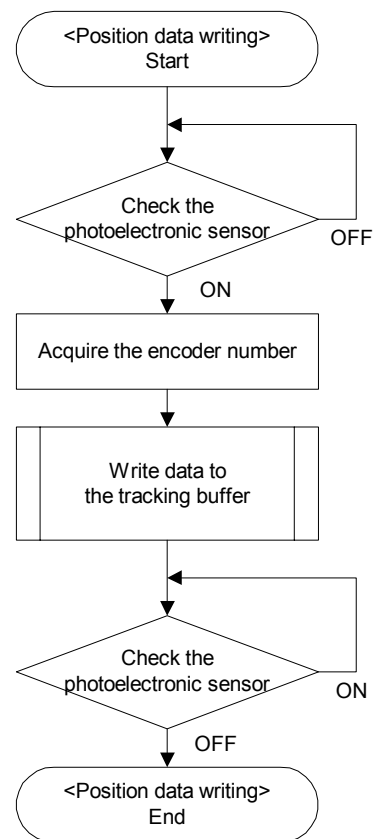 <Position data writing>
Start
Check the
photoelectronic sensor
OFF
ON
Acquire the encoder number
Write data to
the tracking buffer
Check the
photoelectronic sensor
ON
OFF
<Position data writing>
End